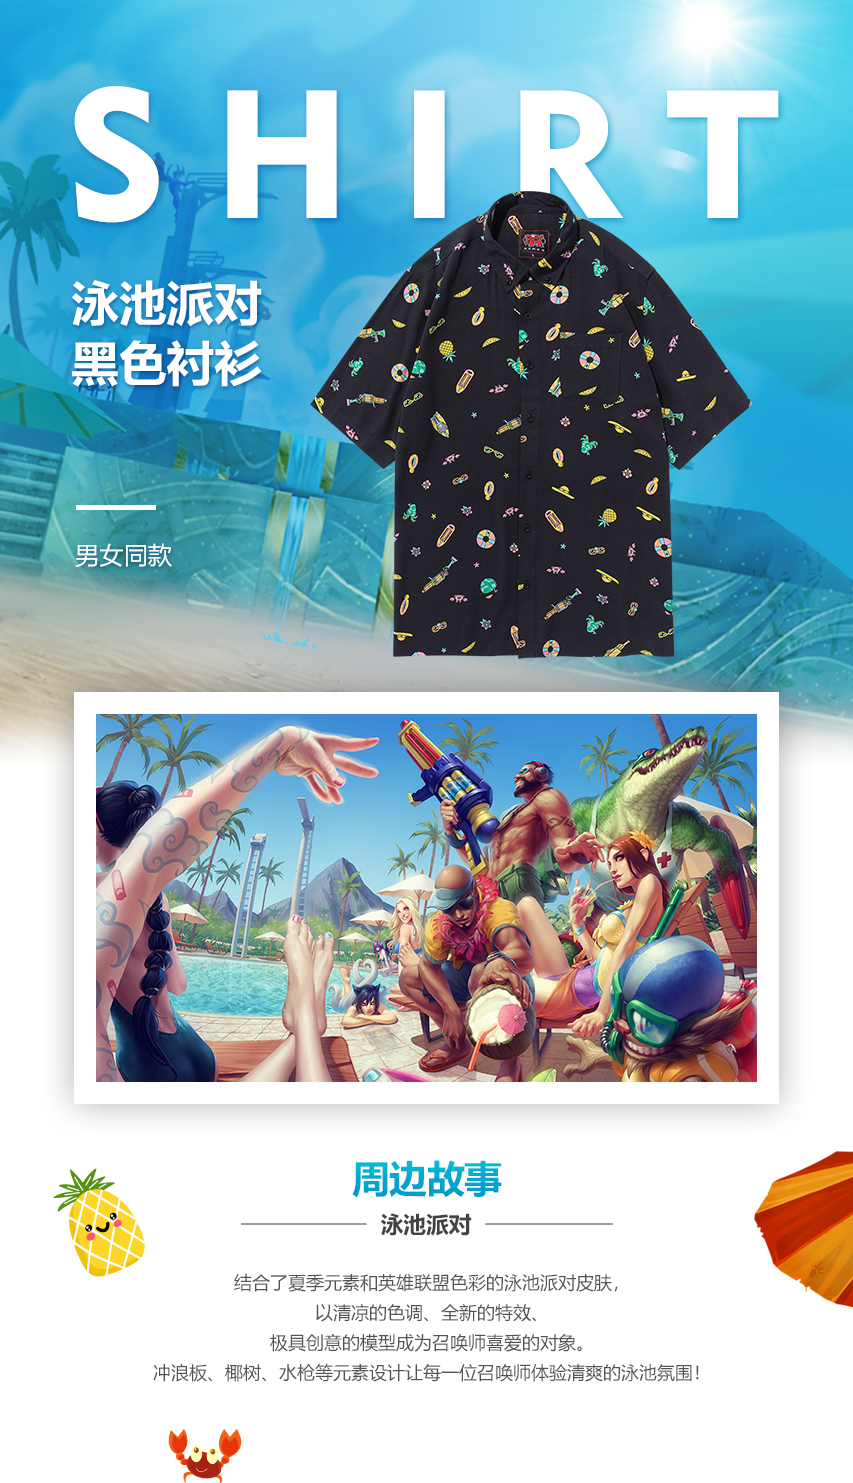 SHIRT
泳池派对
黑色衬衫
男女同款
周边故事
泳池派对
结合了夏季元素和英雄联盟色彩的泳池派对皮肤，
以清凉的色调、全新的特效、
极具创意的模型成为召唤师喜爱的对象。
冲浪板、椰树、水枪等元素设计让每一位召唤师体验清爽的泳池氛围！